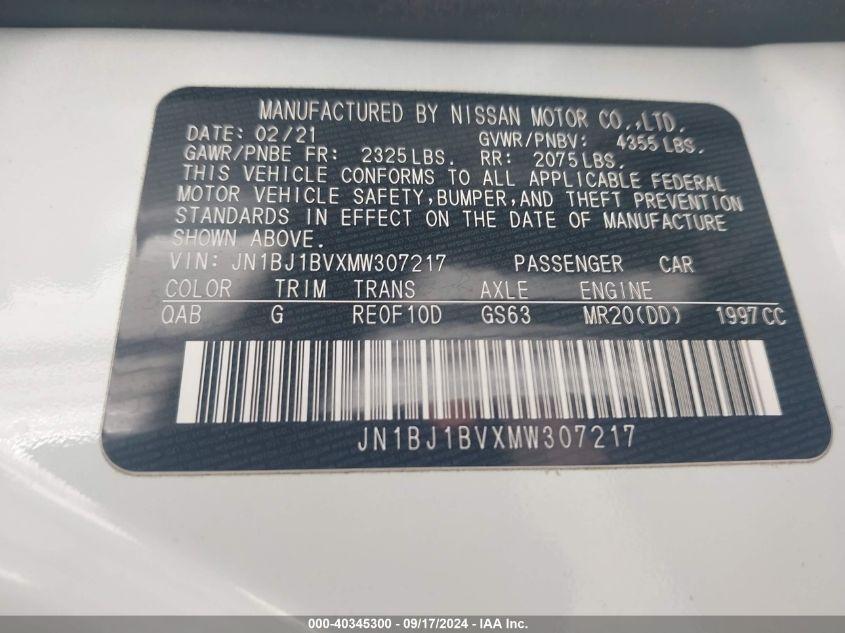 MANUFACTURED BY NISSAN MOTOR CO.,LTD.
DATE: 02/21 GVWR/PNBV: 4355 LBS.
GAWR/PNBE FR: 2325 LBS. RR: 2075 LBS.
THIS VEHICLE CONFORMS TO ALL APPLICABLE FEDERAL
MOTOR VEHICLE SAFETY,BUMPER,AND THEFT PREVENTION
STANDARDS IN EFFECT ON THE DATE OF MANUFACTURE
SHOWN ABOVE.
VIN: JN1BJ1BVXMW307217 PASSENGER CAR
COLOR TRIM TRANS AXLE ENGINE
QAB G RE0F10D GS63 MR20(DD) 1997CC
JN1BJ1BVXMW307217
000-40345300 - 09/17/2024 - IAA Inc.